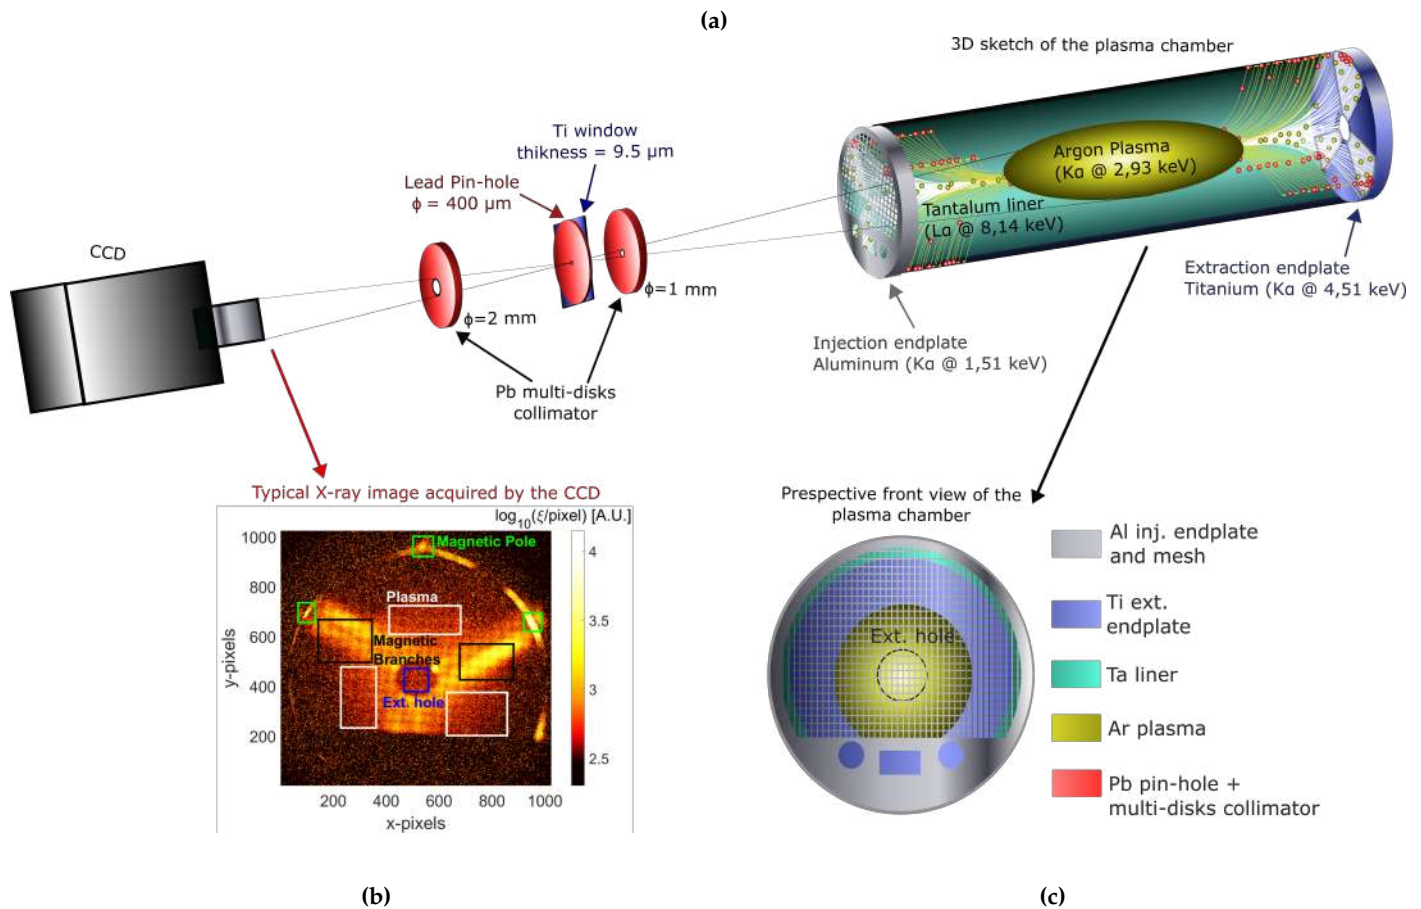 (a)
3D sketch of the plasma chamber
Ti window
thikness = 9.5 µm
Lead Pin-hole
ϕ = 400 µm
CCD
Argon Plasma
(Kα @ 2,93 keV)
Tantalum liner
(Lα @ 8,14 keV)
ϕ=1 mm
ϕ=2 mm
Extraction endplate
Titanium (Kα @ 4,51 keV)
Injection endplate
Aluminum (Kα @ 1,51 keV)
Pb multi-disks
collimator
Typical X-ray image acquired by the CCD
log10(ξ/pixel) [A.U.]
1000
800
600
400
200
y-pixels
Magnetic Pole
Plasma
Magnetic
Branches
Ext. hole
4
3.5
3
2.5
200 400 600 800 1000
x-pixels
Prespective front view of the
plasma chamber
Ext. hole
Al inj. endplate
and mesh
Ti ext.
endplate
Ta liner
Ar plasma
Pb pin-hole +
multi-disks collimator
(b)
(c)